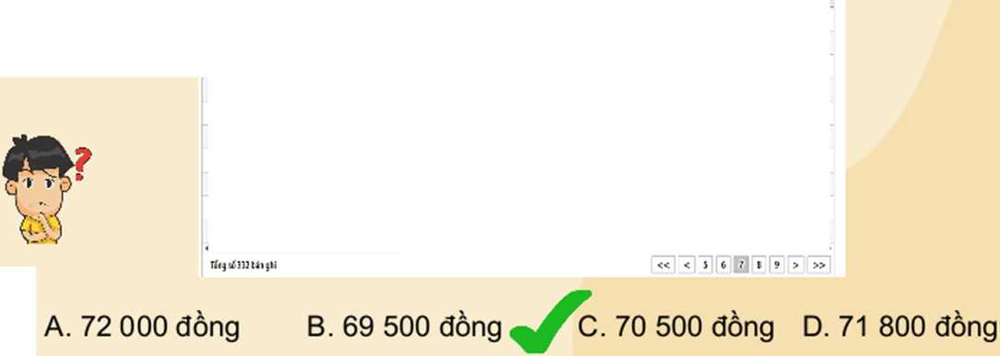 Tổng số 332 bản ghi
<< < 5 6 7 8 9 > >>
A. 72 000 đồng B. 69 500 đồng C. 70 500 đồng D. 71 800 đồng